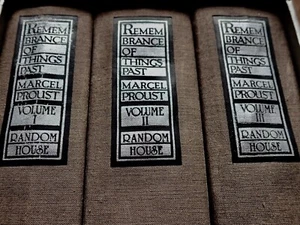 REMEM
BRANCE
OF
THINGS
PAST
MARCEL
PROUST
VOLUME
I
RANDOM
HOUSE
REMEM
BRANCE
OF
THINGS
PAST
MARCEL
PROUST
VOLUME
II
RANDOM
HOUSE
REMEM
BRANCE
OF
THINGS
PAST
MARCEL
PROUST
VOLUME
III
RANDOM
HOUSE